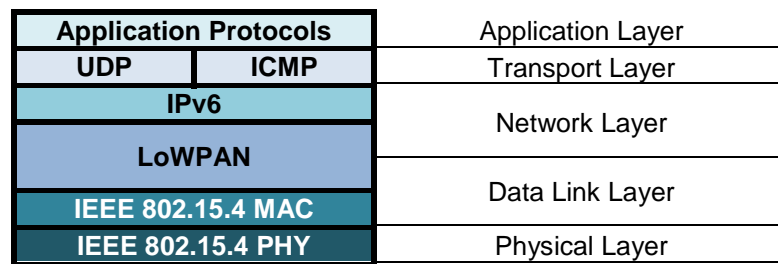 Application Protocols Application Layer
UDP ICMP Transport Layer
IPv6
Network Layer
LoWPAN
Data Link Layer
IEEE 802.15.4 MAC
IEEE 802.15.4 PHY Physical Layer